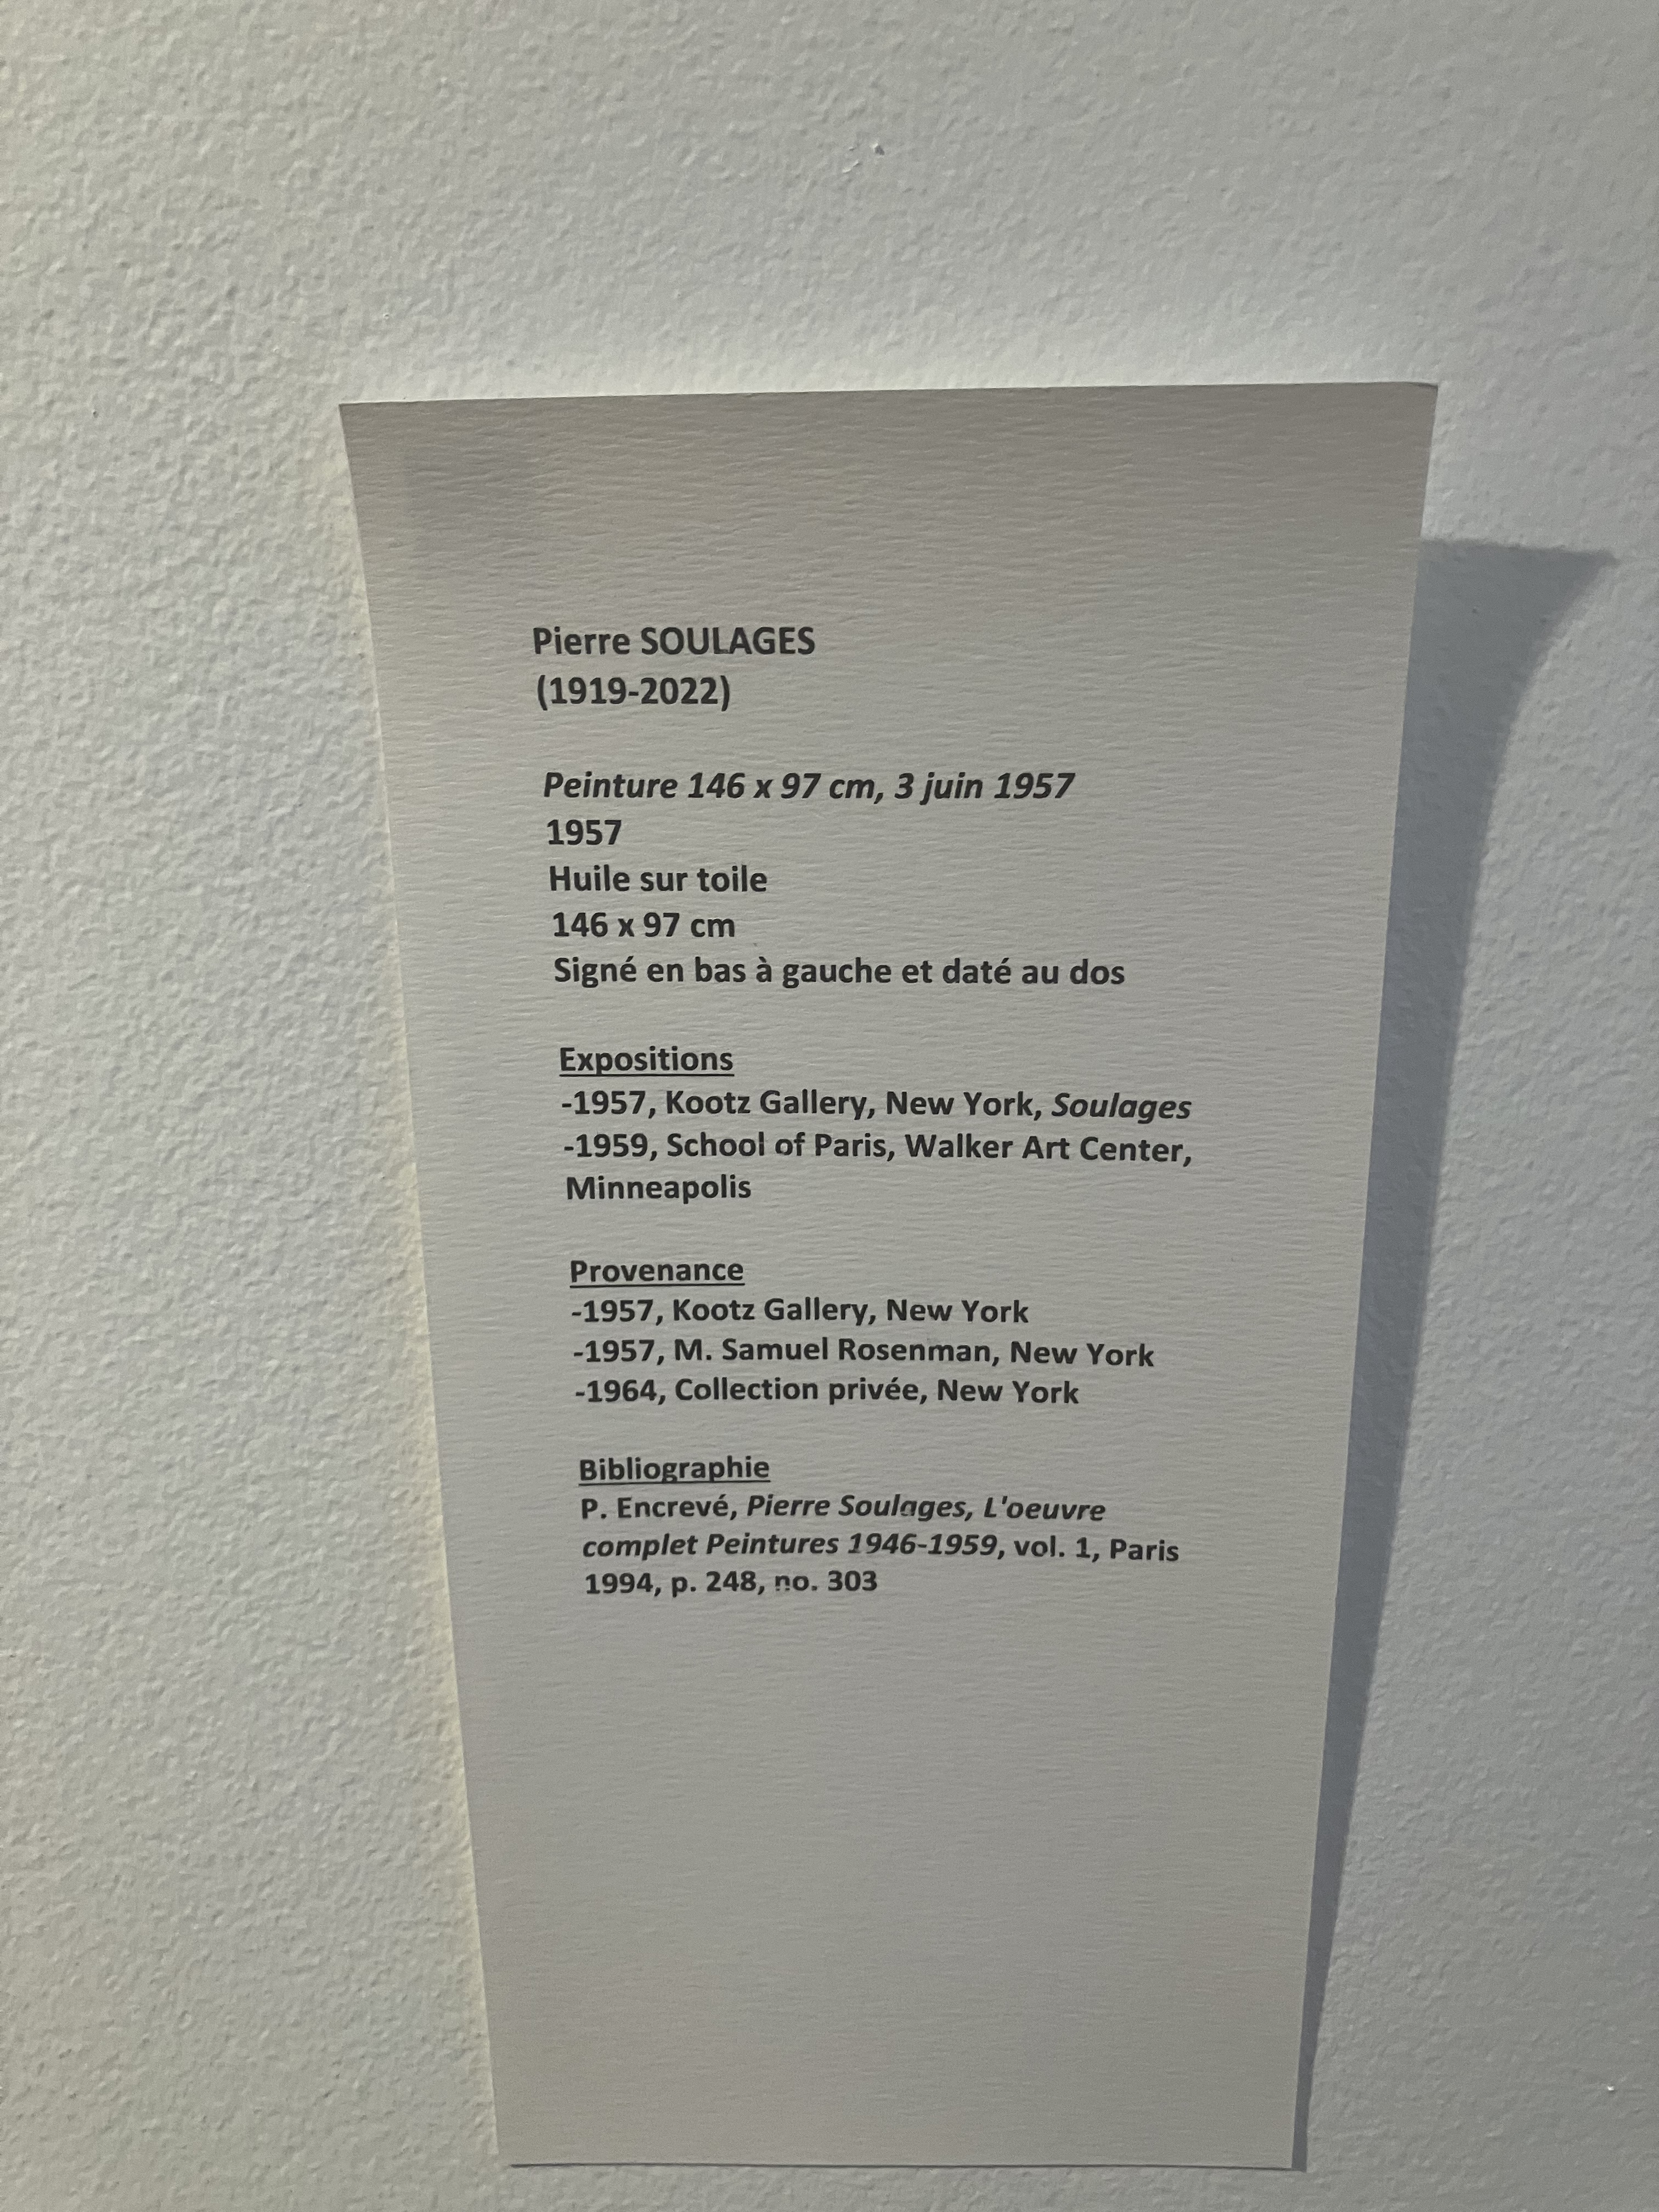 Pierre SOULAGES
(1919-2022)
Peinture 146 x 97 cm, 3 juin 1957
1957
Huile sur toile
146 x 97 cm
Signé en bas à gauche et daté au dos
Expositions
-1957, Kootz Gallery, New York, Soulages
-1959, School of Paris, Walker Art Center,
Minneapolis
Provenance
-1957, Kootz Gallery, New York
-1957, M. Samuel Rosenman, New York
-1964, Collection privée, New York
Bibliographie
P. Encrevé, Pierre Soulages, L'oeuvre
complet Peintures 1946-1959, vol. 1, Paris
1994, p. 248, no. 303